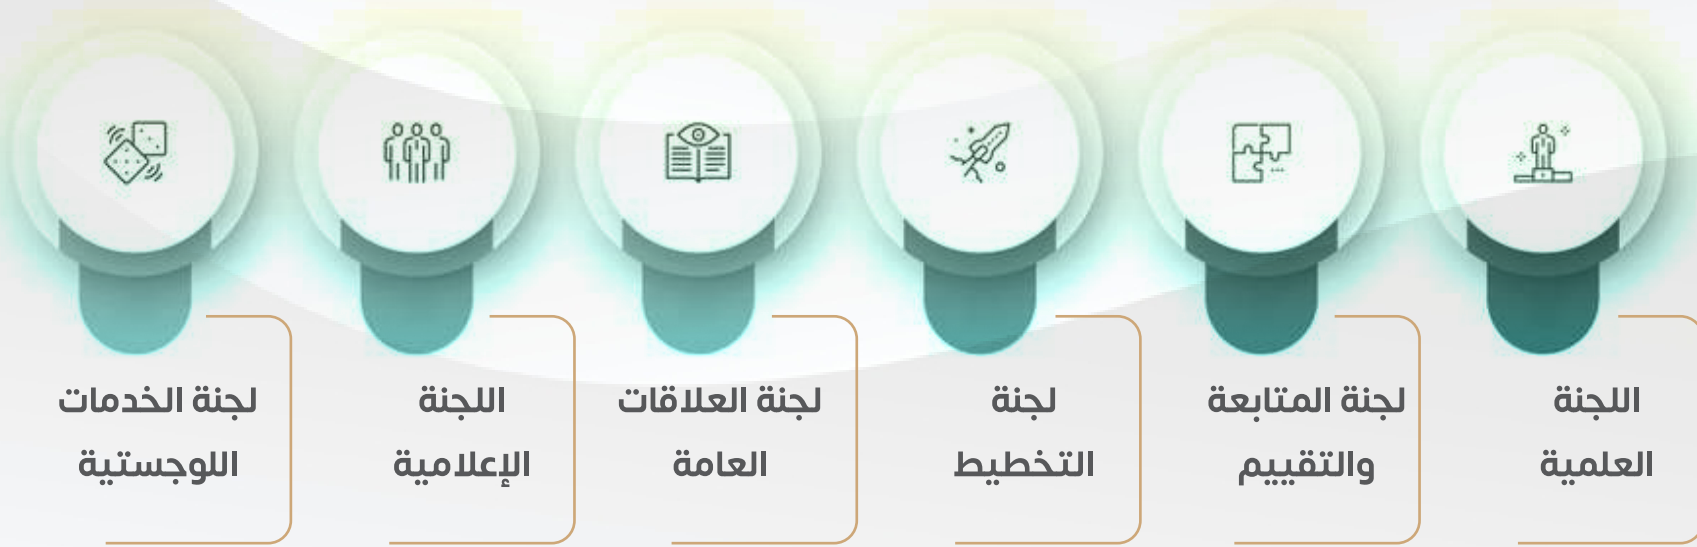 اللجنة
العلمية
لجنة المتابعة
والتقييم
لجنة
التخطيط
لجنة العلاقات
العامة
اللجنة
الإعلامية
لجنة الخدمات
اللوجستية